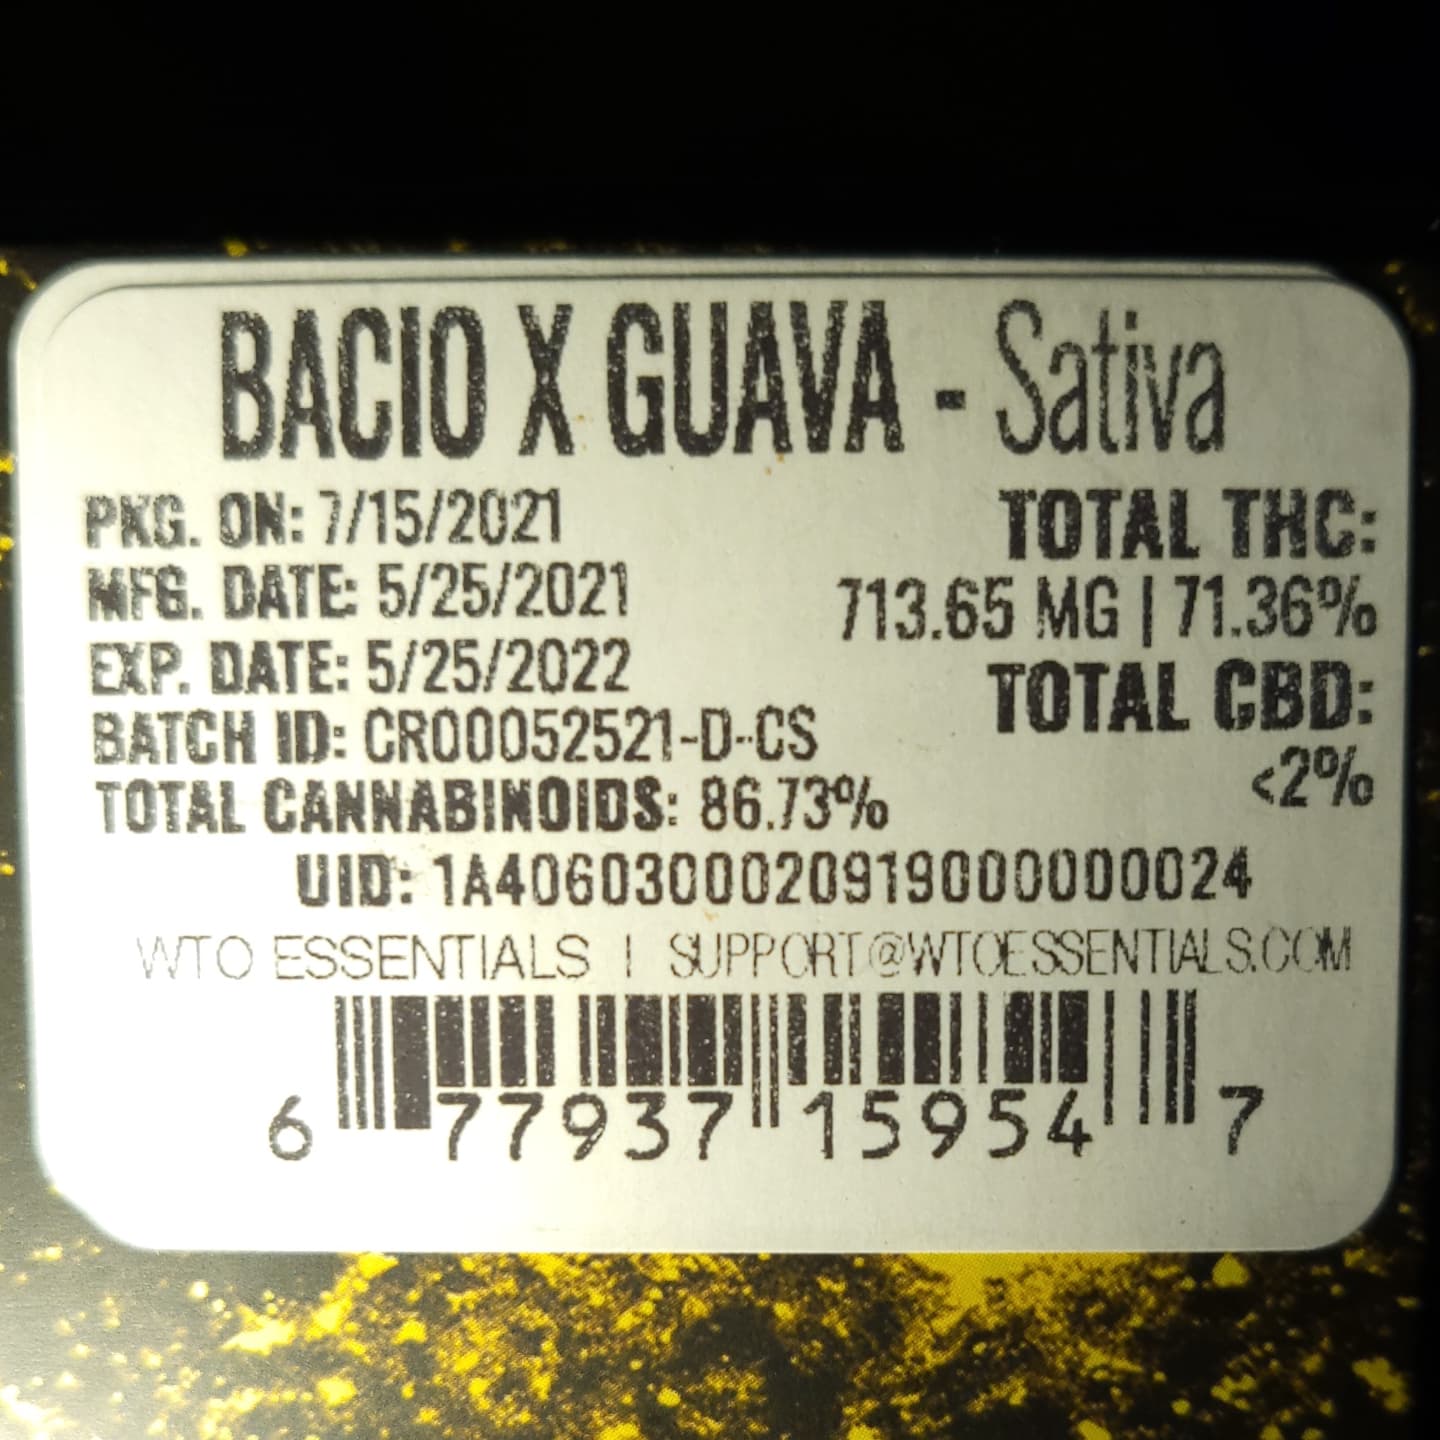 BACIO X GUAVA - Sativa
PKG. ON: 7/15/2021
MFG. DATE: 5/25/2021
EXP. DATE: 5/25/2022
BATCH ID: CR00052521-D-CS
TOTAL CANNABINOIDS: 86.73%
TOTAL THC:
713.65 MG | 71.36%
TOTAL CBD:
<2%
UID: 1A4060300020919000000024
WTO ESSENTIALS | SUPPORT@WTOESSENTIALS.COM
6 77937 15954 7